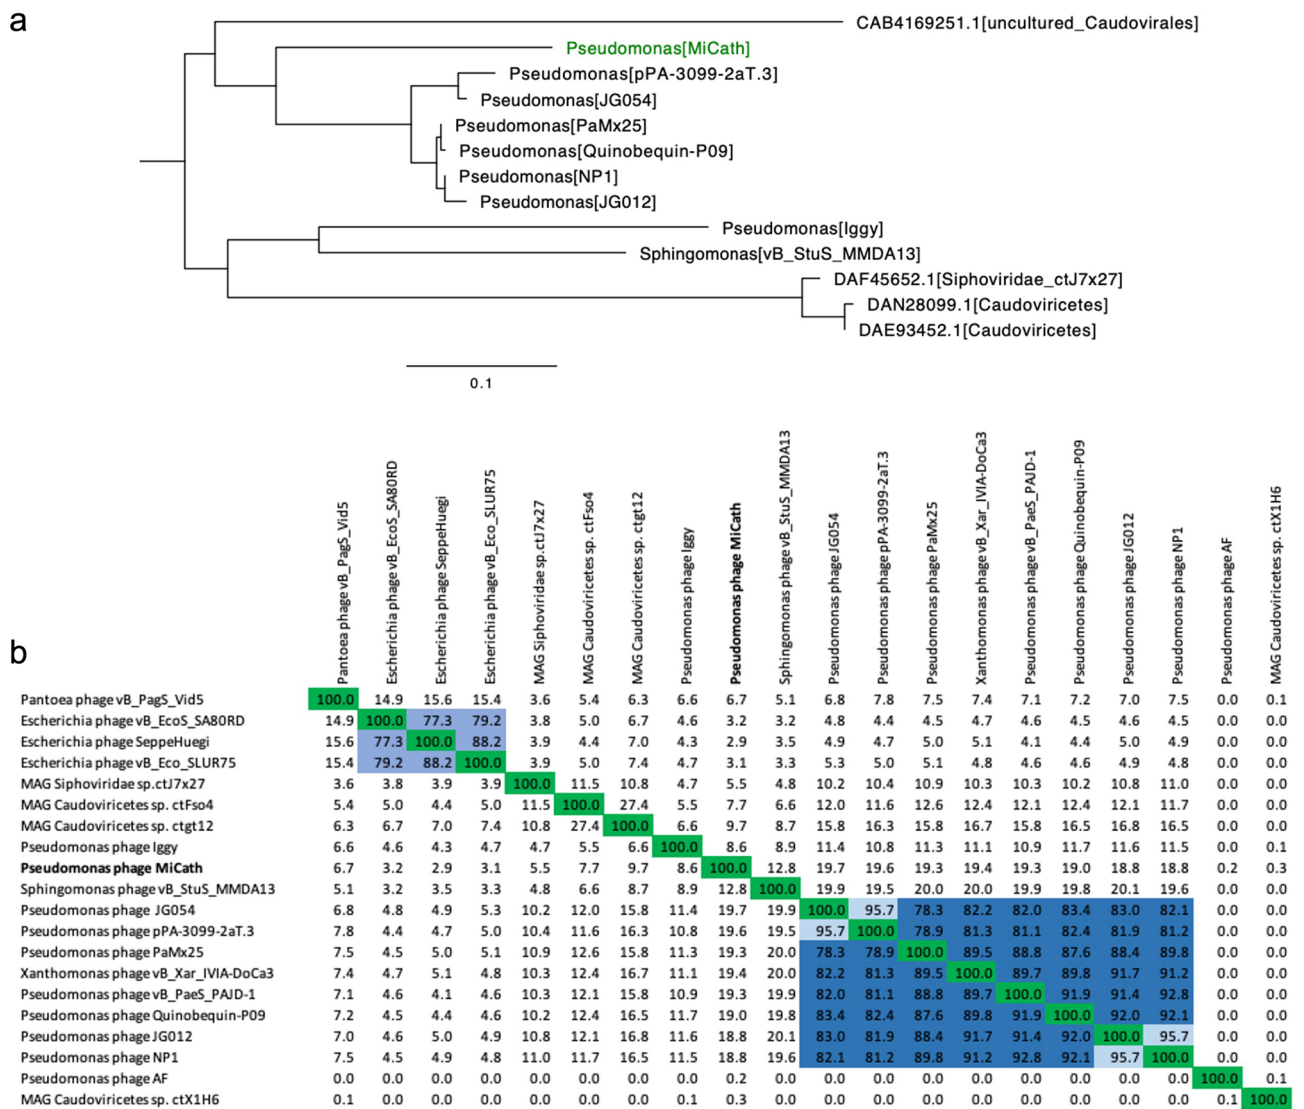 a
CAB4169251.1[uncultured_Caudovirales]
Pseudomonas[MiCath]
Pseudomonas[pPA-3099-2aT.3]
Pseudomonas[JG054]
Pseudomonas[PaMx25]
Pseudomonas[Quinobequin-P09]
Pseudomonas[NP1]
Pseudomonas[JG012]
Pseudomonas[Iggy]
Sphingomonas[vB_StuS_MMDA13]
DAF45652.1[Siphoviridae_ctJ7x27]
DAN28099.1[Caudoviricetes]
DAE93452.1[Caudoviricetes]
0.1
b
Pantoea phage vB_PagS_Vid5
Escherichia phage vB_EcoS_SA80RD
Escherichia phage SeppeHuegi
Escherichia phage vB_Eco_SLUR75
MAG Siphoviridae sp.ctJ7x27
MAG Caudoviricetes sp. ctFso4
MAG Caudoviricetes sp. ctgt12
Pseudomonas phage Iggy
Pseudomonas phage MiCath
Sphingomonas phage vB_StuS_MMDA13
Pseudomonas phage JG054
Pseudomonas phage pPA-3099-2aT.3
Pseudomonas phage PaMx25
Xanthomonas phage vB_Xar_IVIA-DoCa3
Pseudomonas phage vB_PaeS_PAJD-1
Pseudomonas phage Quinobequin-P09
Pseudomonas phage JG012
Pseudomonas phage NP1
Pseudomonas phage AF
MAG Caudoviricetes sp. ctX1H6
Pantoea phage vB_PagS_Vid5 100.0 14.9 15.6 15.4 3.6 5.4 6.3 6.6 6.7 5.1 6.8 7.8 7.5 7.4 7.1 7.2 7.0 7.5 0.0 0.1
Escherichia phage vB_EcoS_SA80RD 14.9 100.0 77.3 79.2 3.8 5.0 6.7 4.6 3.2 3.2 4.8 4.4 4.5 4.7 4.6 4.5 4.6 4.5 0.0 0.0
Escherichia phage SeppeHuegi 15.6 77.3 100.0 88.2 3.9 4.4 7.0 4.3 2.9 3.5 4.9 4.7 5.0 5.1 4.1 4.4 5.0 4.9 0.0 0.0
Escherichia phage vB_Eco_SLUR75 15.4 79.2 88.2 100.0 3.9 5.0 7.4 4.7 3.1 3.3 5.3 5.0 5.1 4.8 4.6 4.6 4.9 4.8 0.0 0.0
MAG Siphoviridae sp.ctJ7x27 3.6 3.8 3.9 3.9 100.0 11.5 10.8 4.7 5.5 4.8 10.2 10.4 10.9 10.3 10.3 10.2 10.8 11.0 0.0 0.0
MAG Caudoviricetes sp. ctFso4 5.4 5.0 4.4 5.0 11.5 100.0 27.4 5.5 7.7 6.6 12.0 11.6 12.6 12.4 12.1 12.4 12.1 11.7 0.0 0.0
MAG Caudoviricetes sp. ctgt12 6.3 6.7 7.0 7.4 10.8 27.4 100.0 6.6 9.7 8.7 15.8 16.3 15.8 16.7 15.8 16.5 16.8 16.5 0.0 0.0
Pseudomonas phage Iggy 6.6 4.6 4.3 4.7 4.7 5.5 6.6 100.0 8.6 8.9 11.4 10.8 11.3 11.1 10.9 11.7 11.6 11.5 0.0 0.1
Pseudomonas phage MiCath 6.7 3.2 2.9 3.1 5.5 7.7 9.7 8.6 100.0 12.8 19.7 19.6 19.3 19.4 19.3 19.0 18.8 18.8 0.2 0.3
Sphingomonas phage vB_StuS_MMDA13 5.1 3.2 3.5 3.3 4.8 6.6 8.7 8.9 12.8 100.0 19.9 19.5 20.0 20.0 19.9 19.8 20.1 19.6 0.0 0.0
Pseudomonas phage JG054 6.8 4.8 4.9 5.3 10.2 12.0 15.8 11.4 19.7 19.9 100.0 95.7 78.3 82.2 82.0 83.4 83.0 82.1 0.0 0.0
Pseudomonas phage pPA-3099-2aT.3 7.8 4.4 4.7 5.0 10.4 11.6 16.3 10.8 19.6 19.5 95.7 100.0 78.9 81.3 81.1 82.4 81.9 81.2 0.0 0.0
Pseudomonas phage PaMx25 7.5 4.5 5.0 5.1 10.9 12.6 15.8 11.3 19.3 20.0 78.3 78.9 100.0 89.5 88.8 87.6 88.4 89.8 0.0 0.0
Xanthomonas phage vB_Xar_IVIA-DoCa3 7.4 4.7 5.1 4.8 10.3 12.4 16.7 11.1 19.4 20.0 82.2 81.3 89.5 100.0 89.7 89.8 91.7 91.2 0.0 0.0
Pseudomonas phage vB_PaeS_PAJD-1 7.1 4.6 4.1 4.6 10.3 12.1 15.8 10.9 19.3 19.9 82.0 81.1 88.8 89.7 100.0 91.9 91.4 92.8 0.0 0.0
Pseudomonas phage Quinobequin-P09 7.2 4.5 4.4 4.6 10.2 12.4 16.5 11.7 19.0 19.8 83.4 82.4 87.6 89.8 91.9 100.0 92.0 92.1 0.0 0.0
Pseudomonas phage JG012 7.0 4.6 5.0 4.9 10.8 12.1 16.8 11.6 18.8 20.1 83.0 81.9 88.4 91.7 91.4 92.0 100.0 95.7 0.0 0.0
Pseudomonas phage NP1 7.5 4.5 4.9 4.8 11.0 11.7 16.5 11.5 18.8 19.6 82.1 81.2 89.8 91.2 92.8 92.1 95.7 100.0 0.0 0.0
Pseudomonas phage AF 0.0 0.0 0.0 0.0 0.0 0.0 0.0 0.0 0.2 0.0 0.0 0.0 0.0 0.0 0.0 0.0 0.0 0.0 100.0 0.1
MAG Caudoviricetes sp. ctX1H6 0.1 0.0 0.0 0.0 0.0 0.0 0.0 0.1 0.3 0.0 0.0 0.0 0.0 0.0 0.0 0.0 0.0 0.0 0.1 100.0